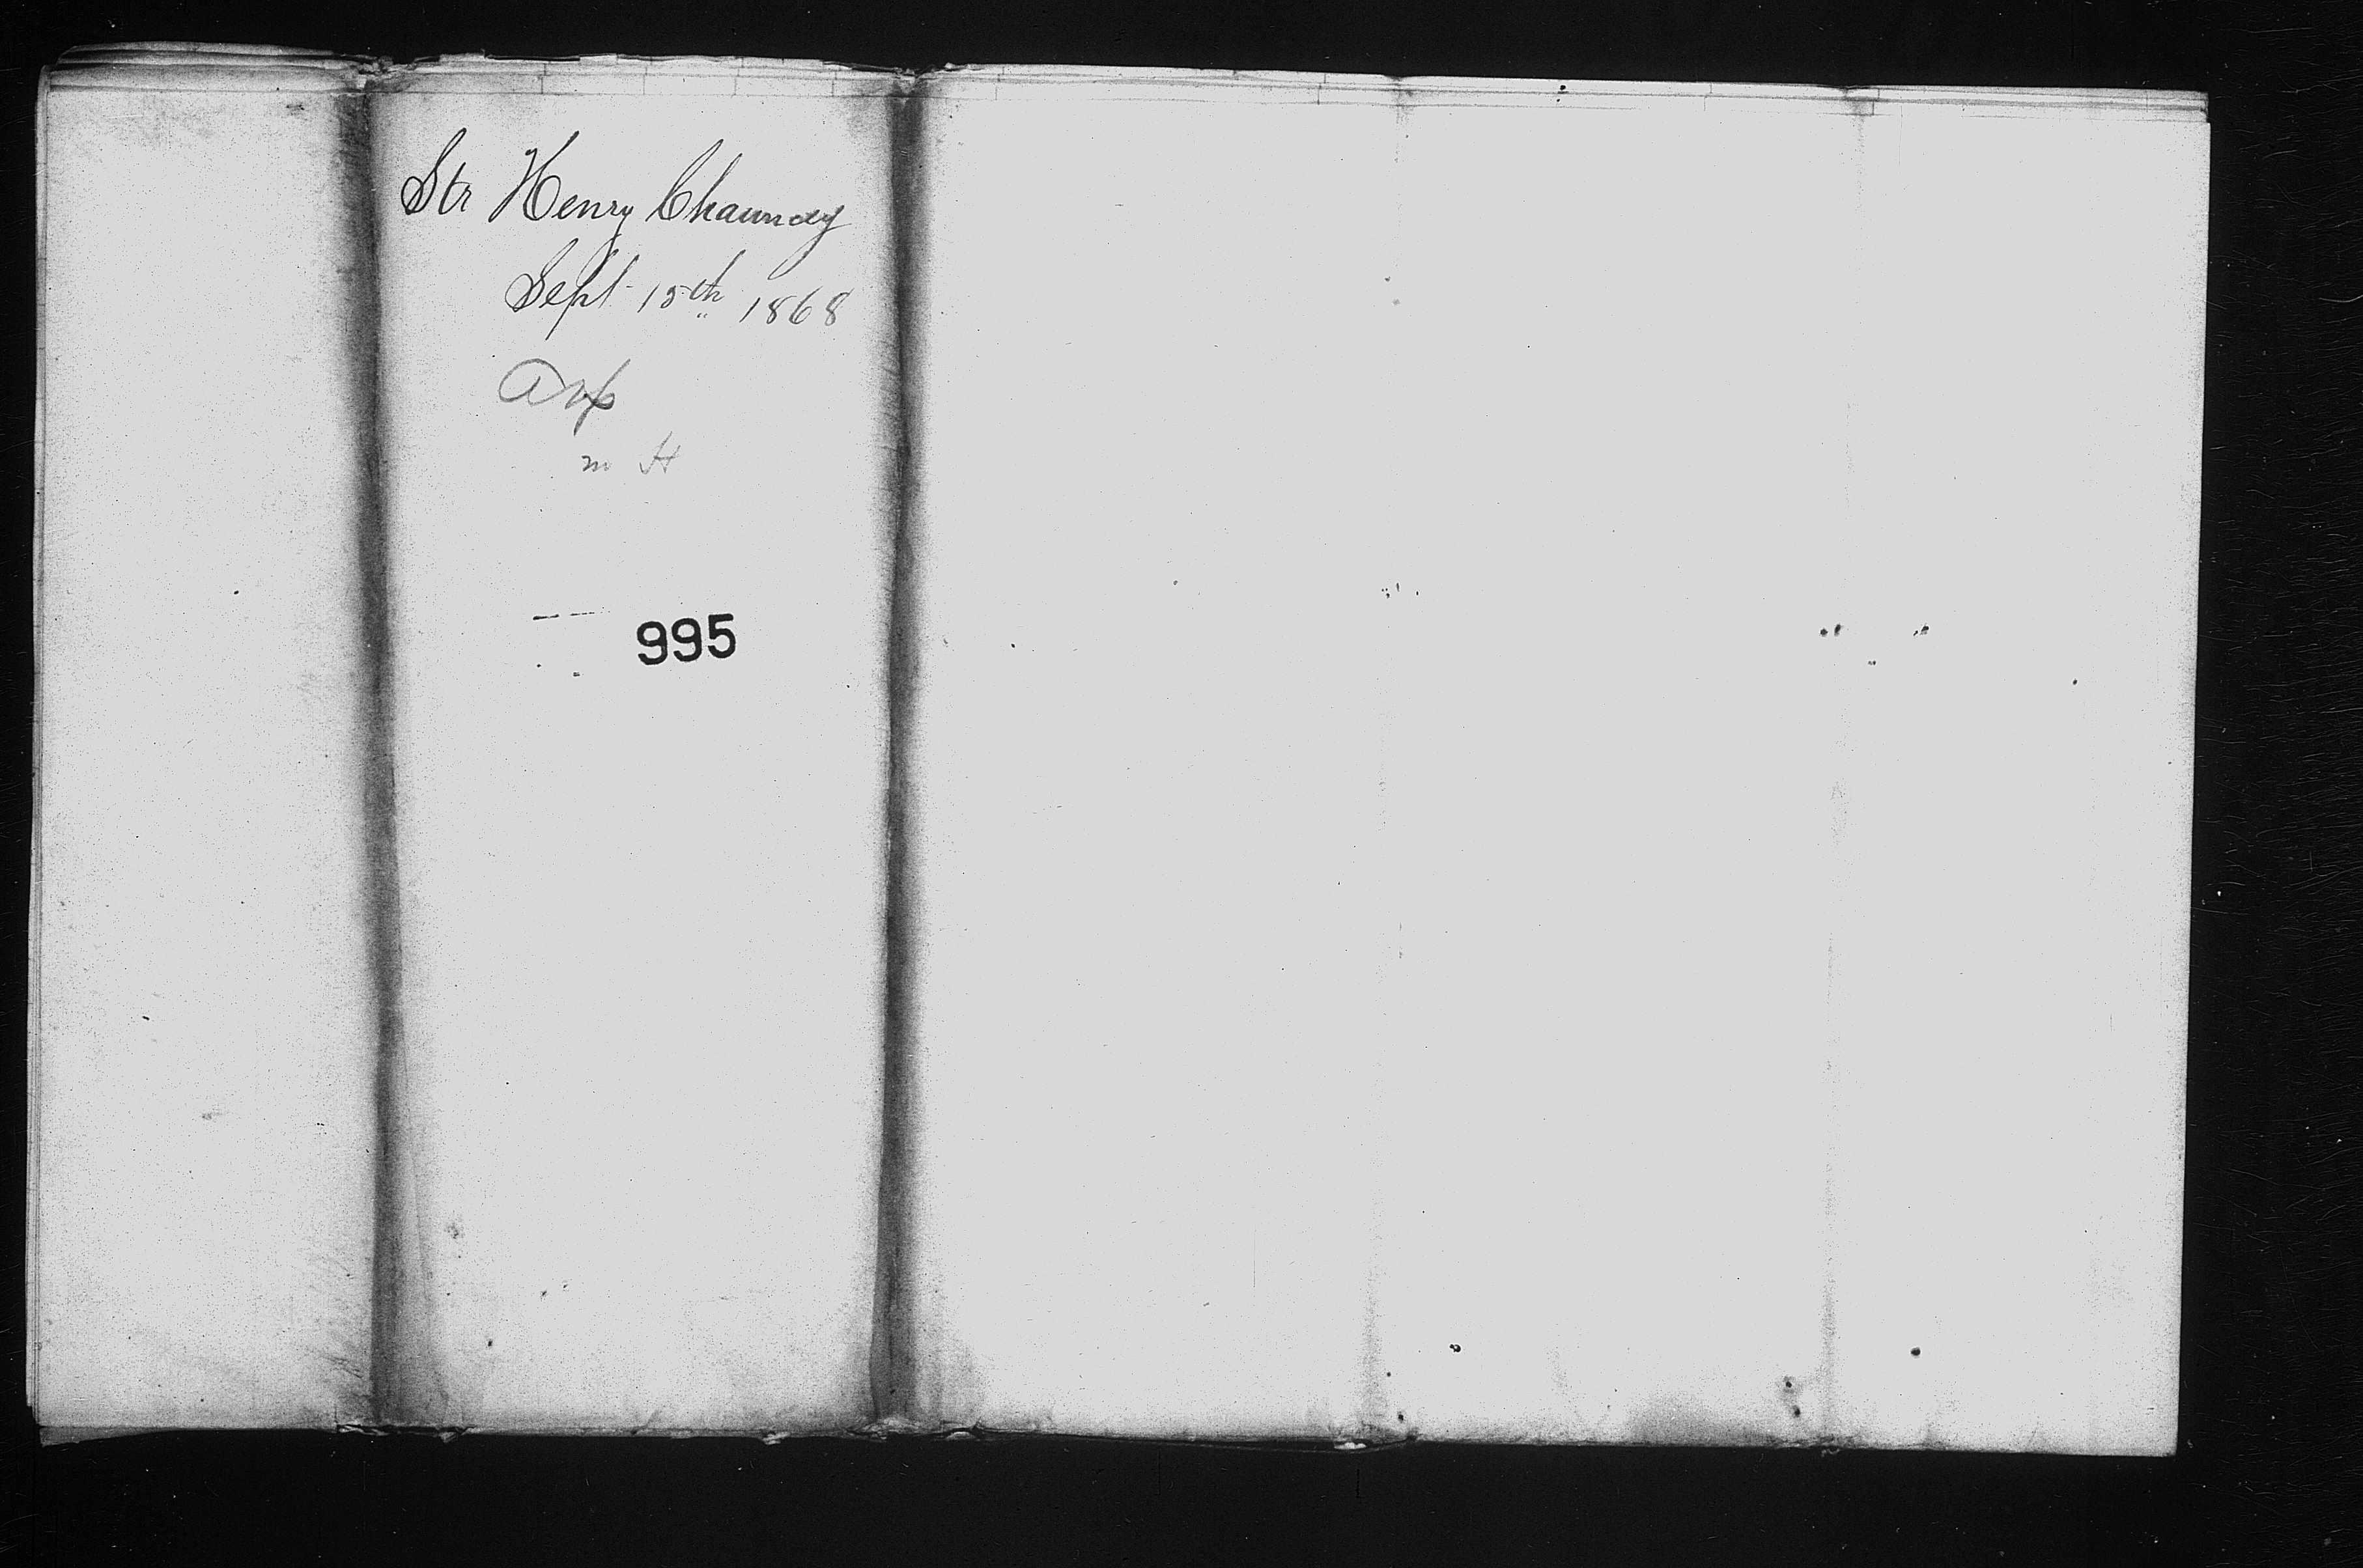 Str Henry Chauncey
Sept 15th 1868
m H
995